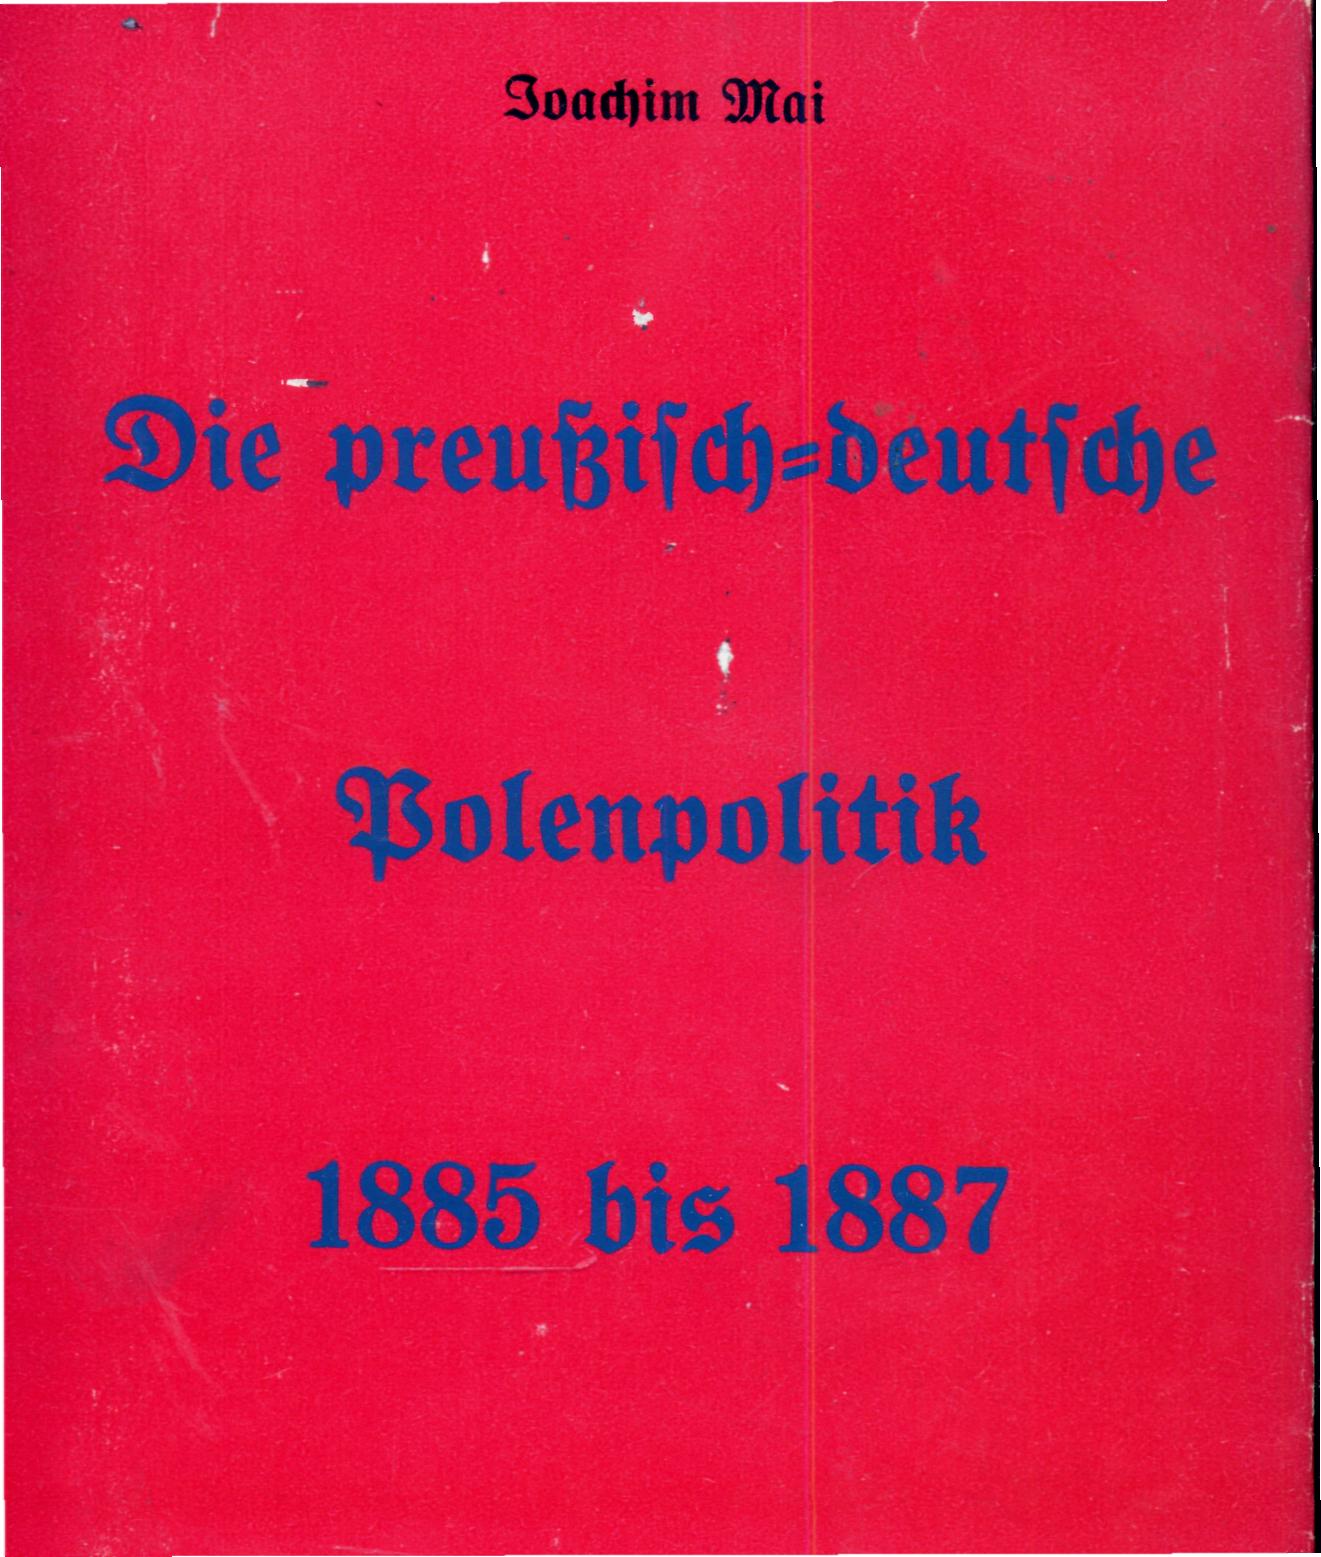 Joachim Mai
Die preußiſch=deutſche
Polenpolitik
1885 bis 1887